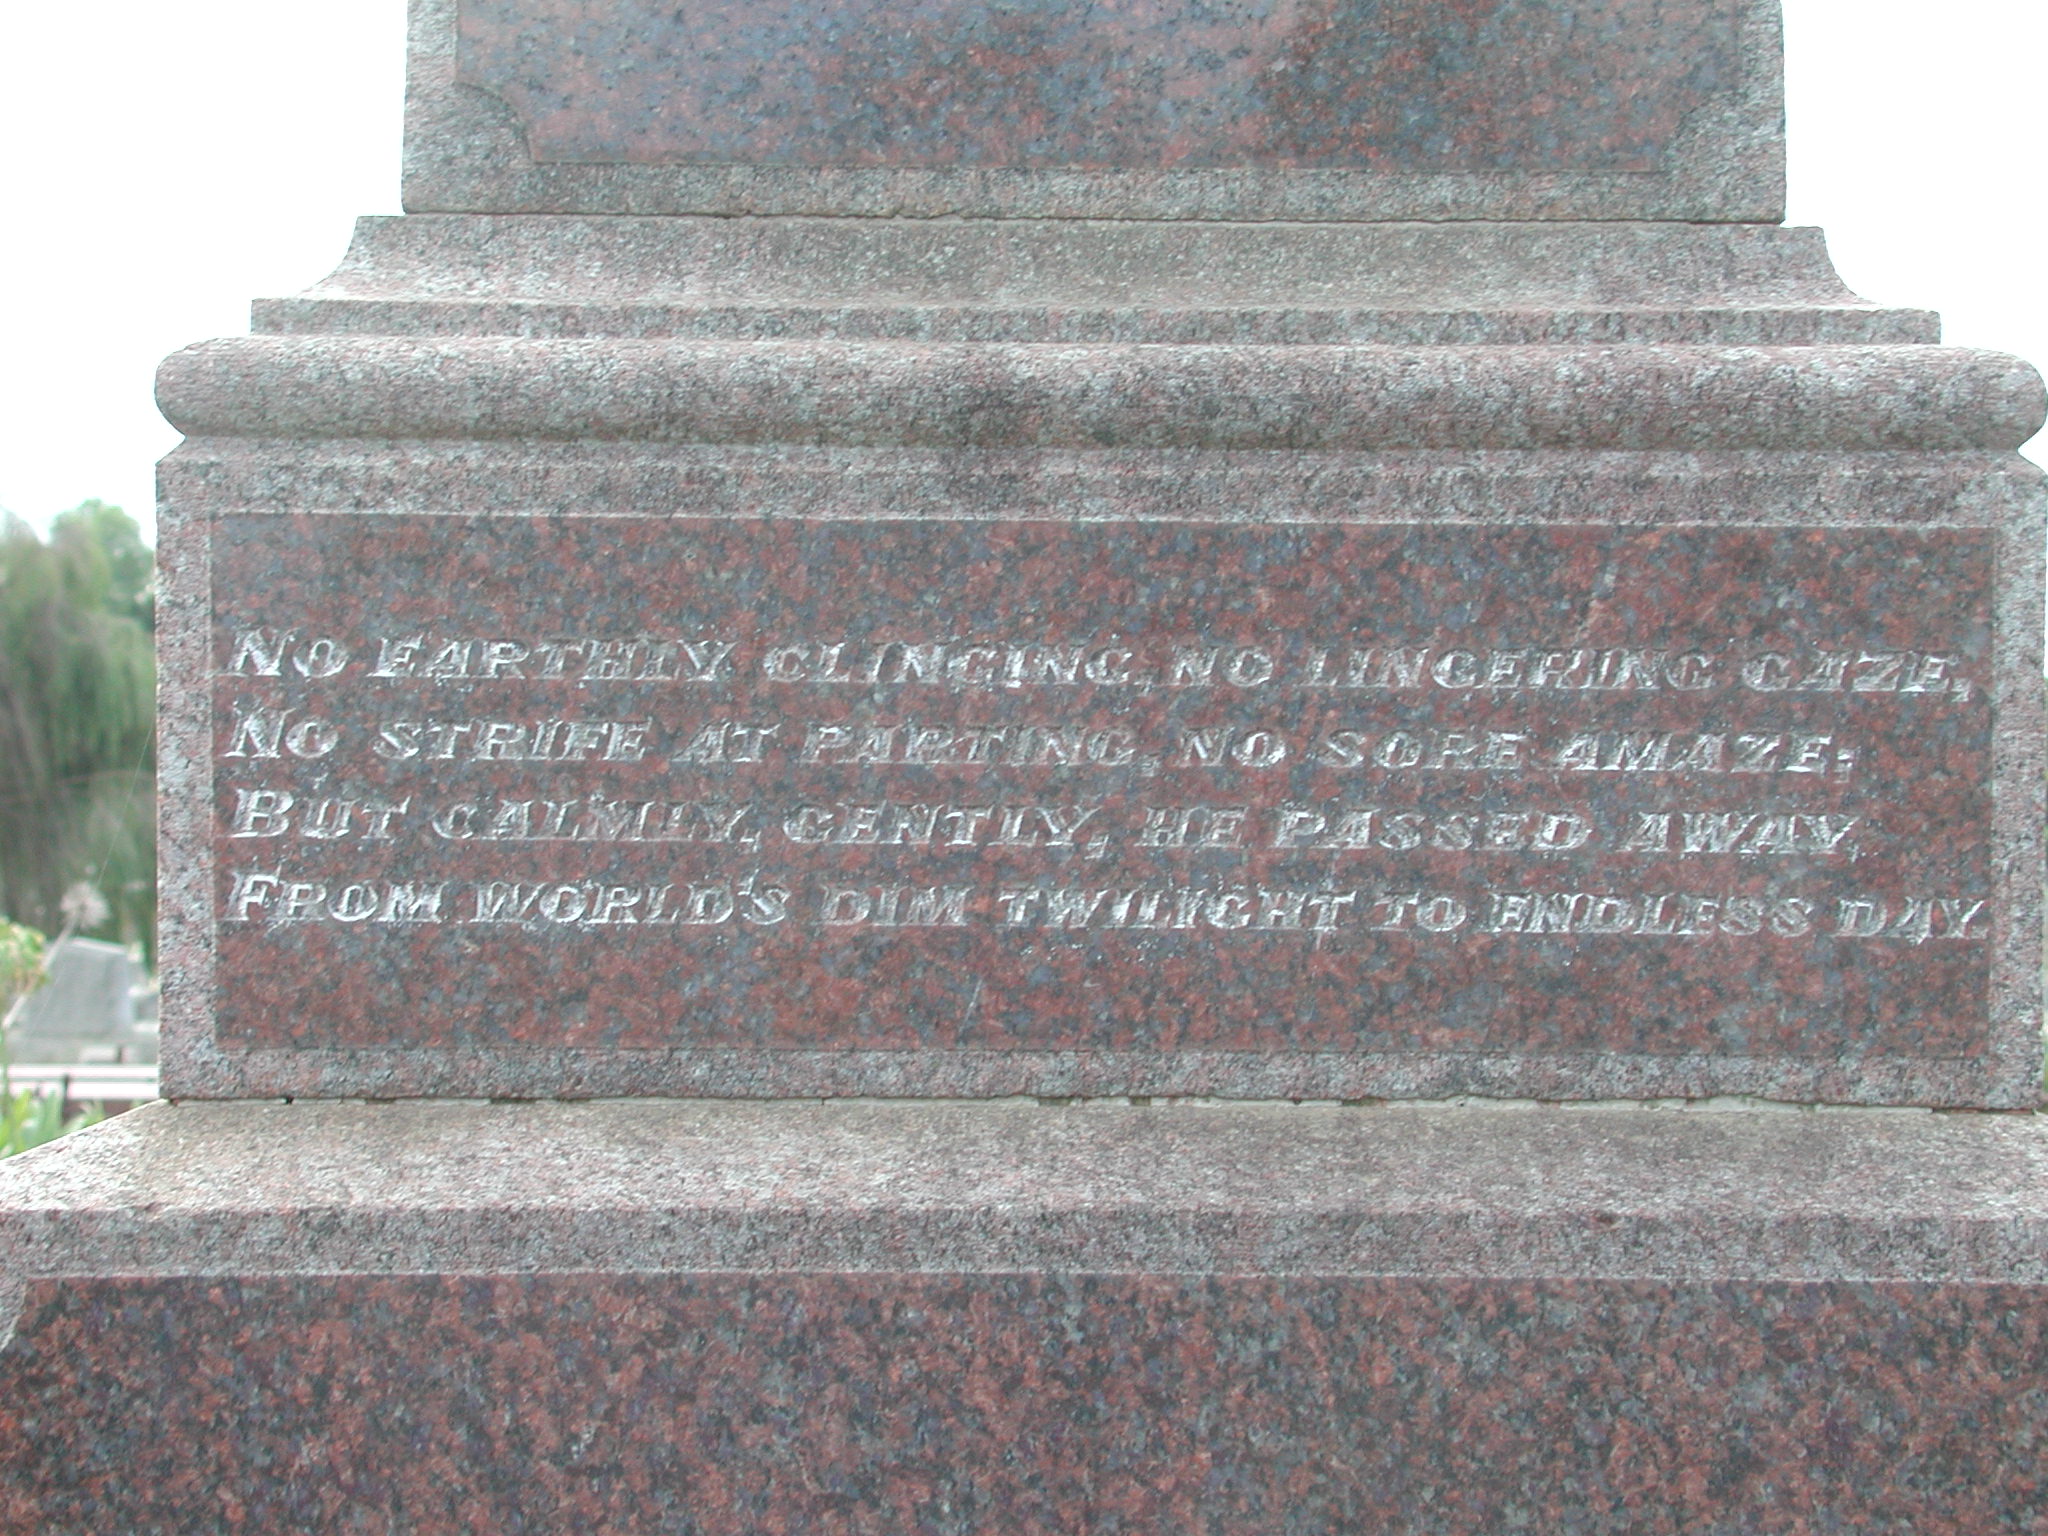 NO EARTHLY CLINGING, NO LINGERING GAZE,
NO STRIFE AT PARTING, NO SORE AMAZE;
BUT CALMLY, GENTLY, HE PASSED AWAY
FROM WORLD'S DIM TWILIGHT TO ENDLESS DAY.